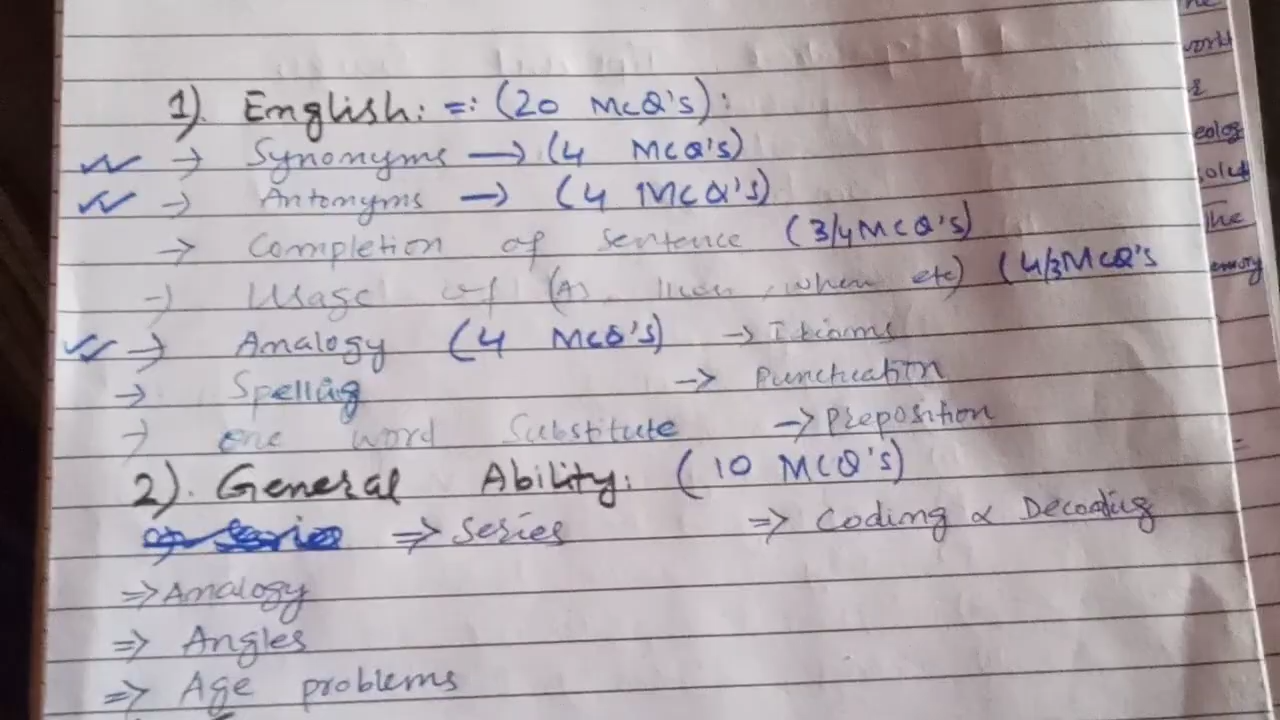 1). English: =: (20 McQ's):
→ Synonyms → (4 McQ's)
→ Antonyms → (4 McQ's)
→ Completion of sentence (3/4 McQ's)
→ Usage of (As, , when etc) (4/3 McQ's
→ Analogy (4 McQ's) → Idioms
→ Spelling → Punctuation
→ one word Substitute → Preposition
2). General Ability: (10 MCQ's)
⇒ Series ⇒ Coding & Decoding
⇒ Analogy
⇒ Angles
⇒ Age problems
work
The